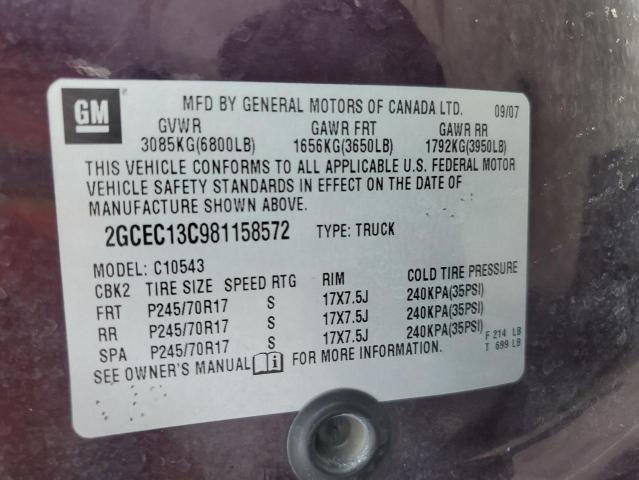 GM
MFD BY GENERAL MOTORS OF CANADA LTD. 09/07
GVWR GAWR FRT GAWR RR
3085KG(6800LB) 1656KG(3650LB) 1792KG(3950LB)
THIS VEHICLE CONFORMS TO ALL APPLICABLE U.S. FEDERAL MOTOR
VEHICLE SAFETY STANDARDS IN EFFECT ON THE DATE OF
MANUFACTURE SHOWN ABOVE.
2GCEC13C981158572 TYPE: TRUCK
MODEL: C10543
CBK2 TIRE SIZE SPEED RTG RIM COLD TIRE PRESSURE
FRT P245/70R17 S 17X7.5J 240KPA(35PSI)
RR P245/70R17 S 17X7.5J 240KPA(35PSI)
SPA P245/70R17 S 17X7.5J 240KPA(35PSI)
F 214 LB
T 699 LB
SEE OWNER'S MANUAL i FOR MORE INFORMATION.